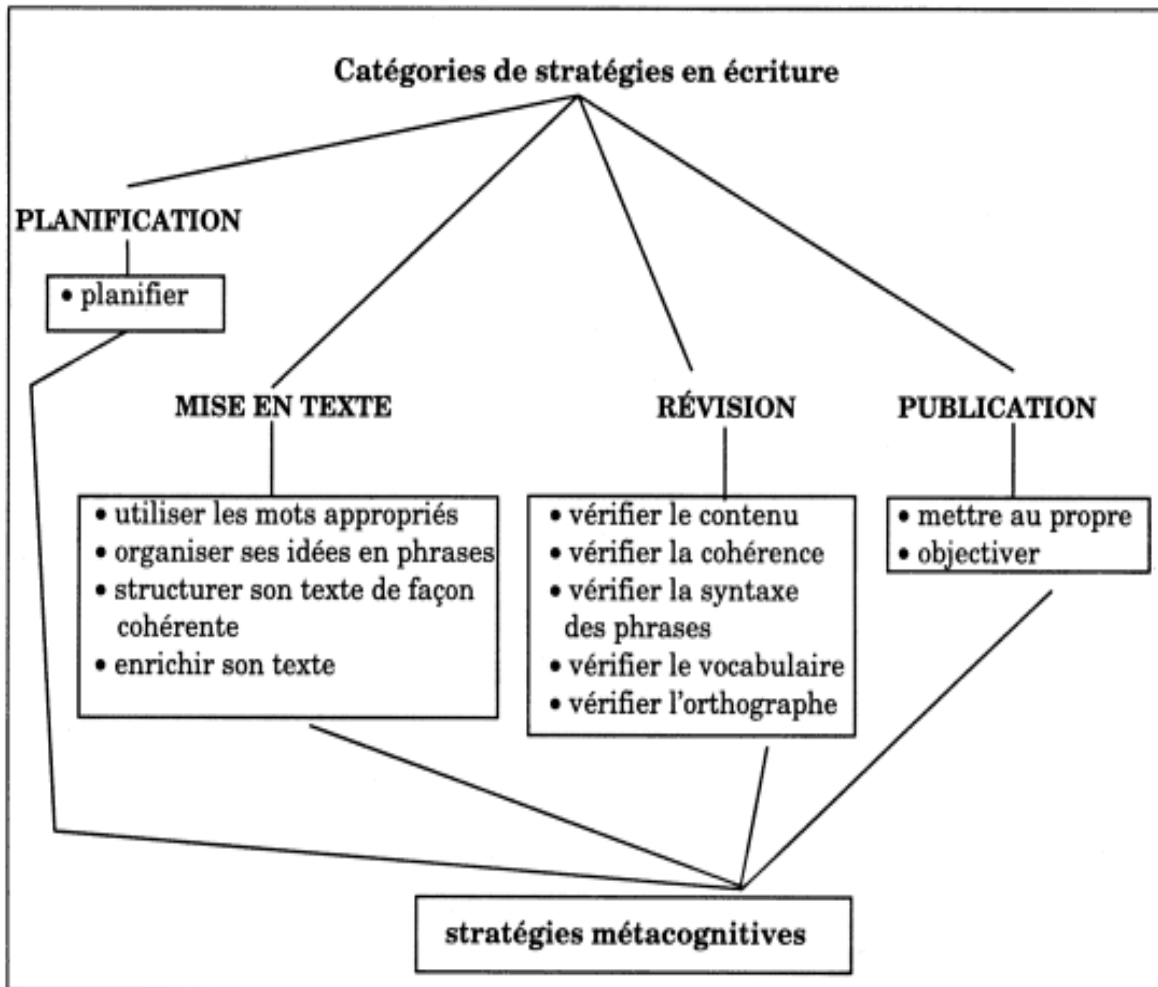 Catégories de stratégies en écriture
PLANIFICATION
• planifier
MISE EN TEXTE
• utiliser les mots appropriés
• organiser ses idées en phrases
• structurer son texte de façon
cohérente
• enrichir son texte
RÉVISION
• vérifier le contenu
• vérifier la cohérence
• vérifier la syntaxe
des phrases
• vérifier le vocabulaire
• vérifier l'orthographe
PUBLICATION
• mettre au propre
• objectiver
stratégies métacognitives